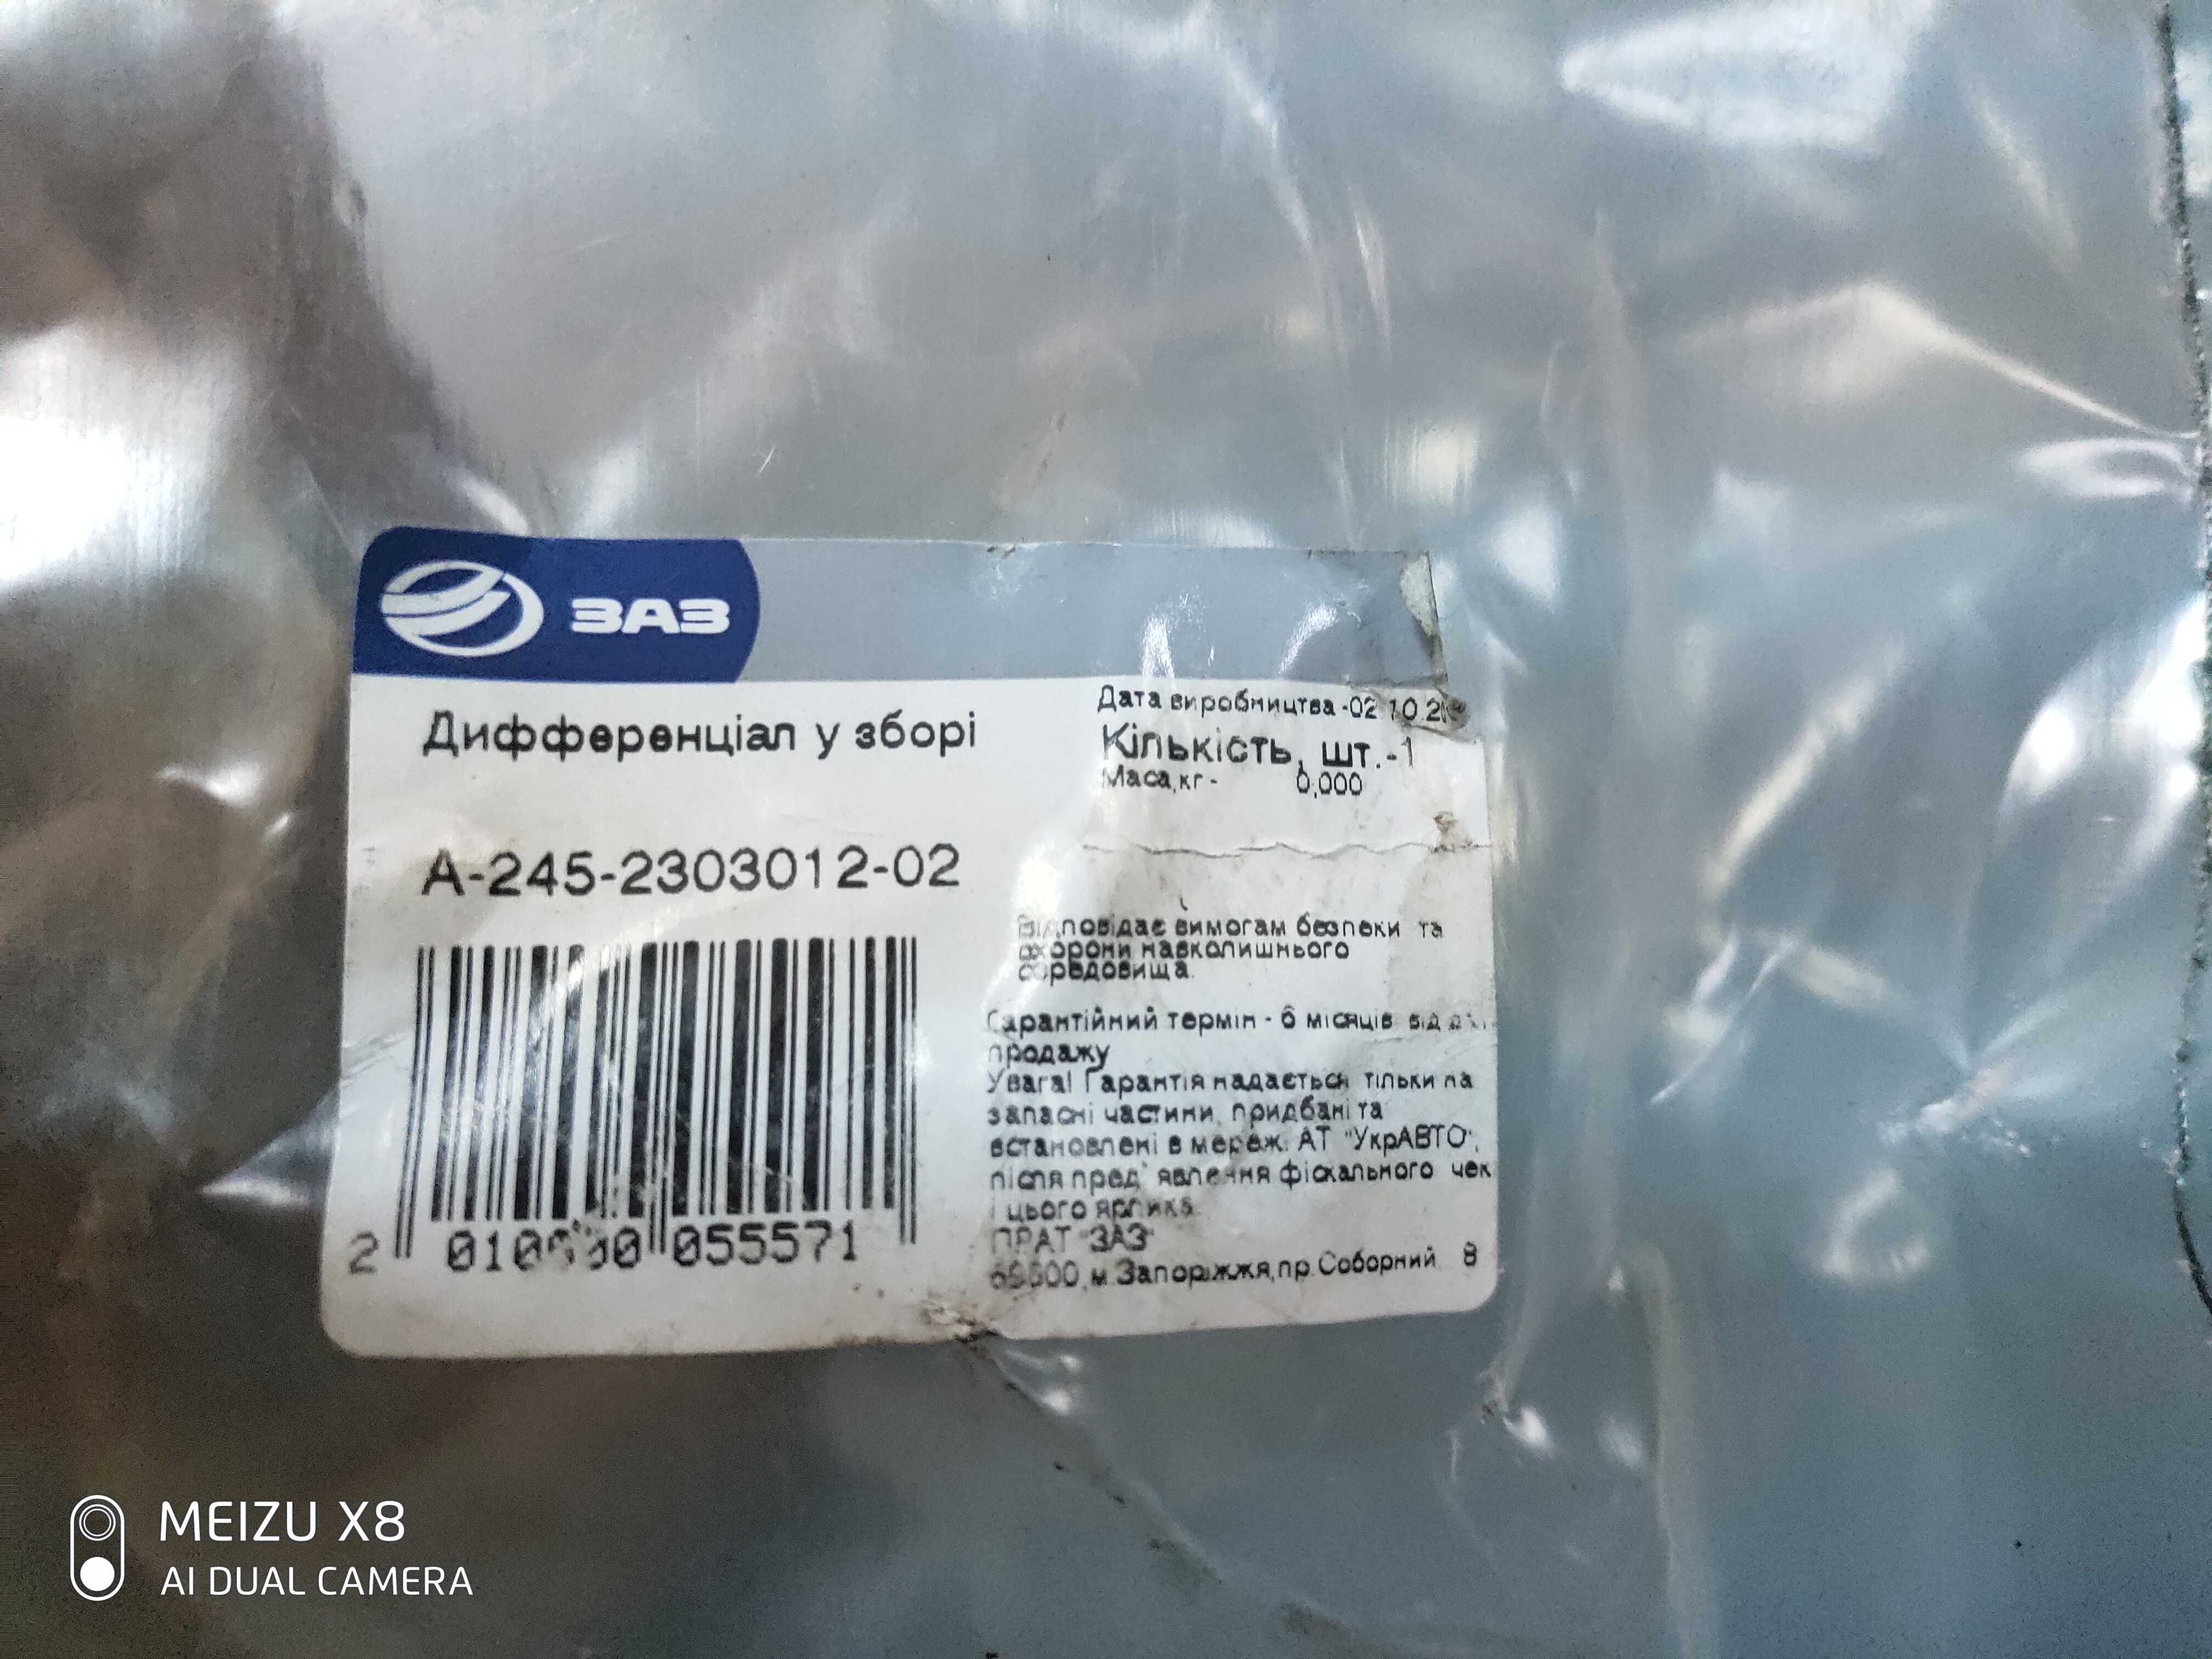 ЗАЗ
Дифференціал у зборі
А-245-2303012-02
Дата виробництва -02.10.2
Кількість, шт.-1
Маса,кг - 0,000
Відповідає вимогам безпеки та
охорони навколишнього
середовища.
Гарантійний термін - 6 місяців від
продажу
Увага! Гарантія надається тільки на
запасні частини, придбані та
встановлені в мереж. АТ "УкрАВТО",
після пред'явлення фіскального чек
і цього ярлика.
ПРАТ "ЗАЗ"
м.Запоріжжя,пр.Соборний 8
2 055571
MEIZU X8
AI DUAL CAMERA